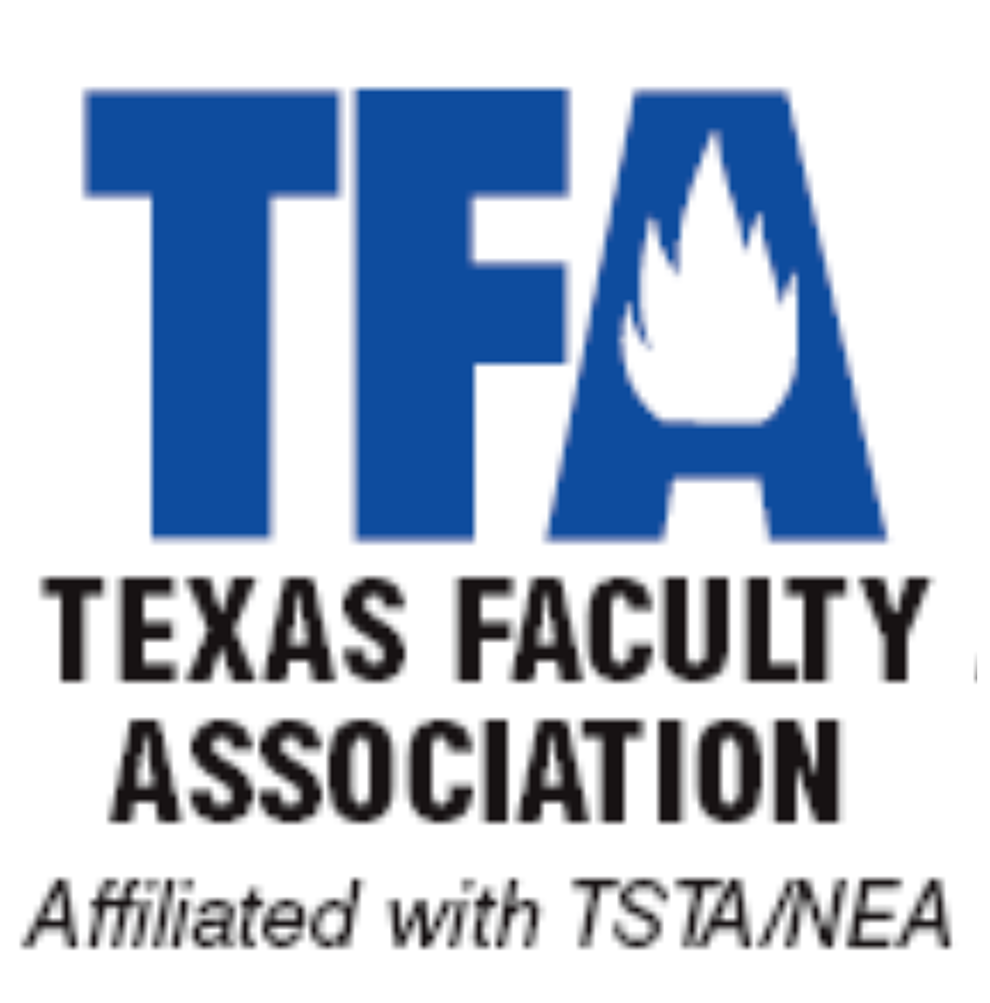 TFA
TEXAS FACULTY
ASSOCIATION
Affiliated with TSTA/NEA